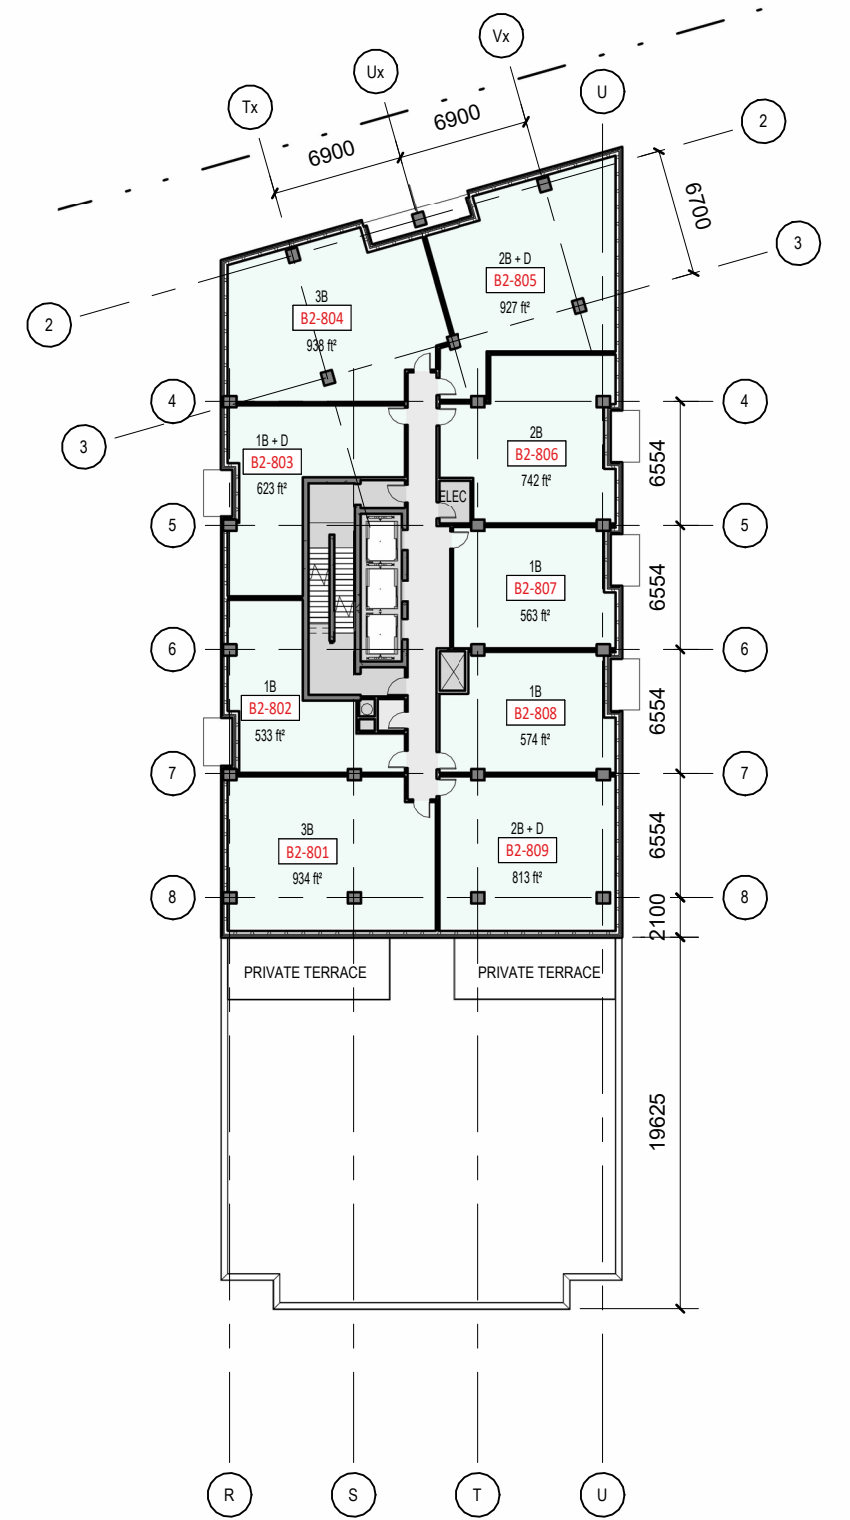 Vx
Ux
U
Tx
2
6900
6900
6700
3
2B + D
B2-805
927 ft²
3B
B2-804
938 ft²
2
4
4
3
1B + D
B2-803
623 ft²
2B
B2-806
742 ft²
6554
ELEC
5
5
1B
B2-807
563 ft²
6554
6
6
1B
B2-802
533 ft²
1B
B2-808
574 ft²
6554
7
7
3B
B2-801
934 ft²
2B + D
B2-809
813 ft²
6554
8
8
2100
PRIVATE TERRACE
PRIVATE TERRACE
19625
R
S
T
U